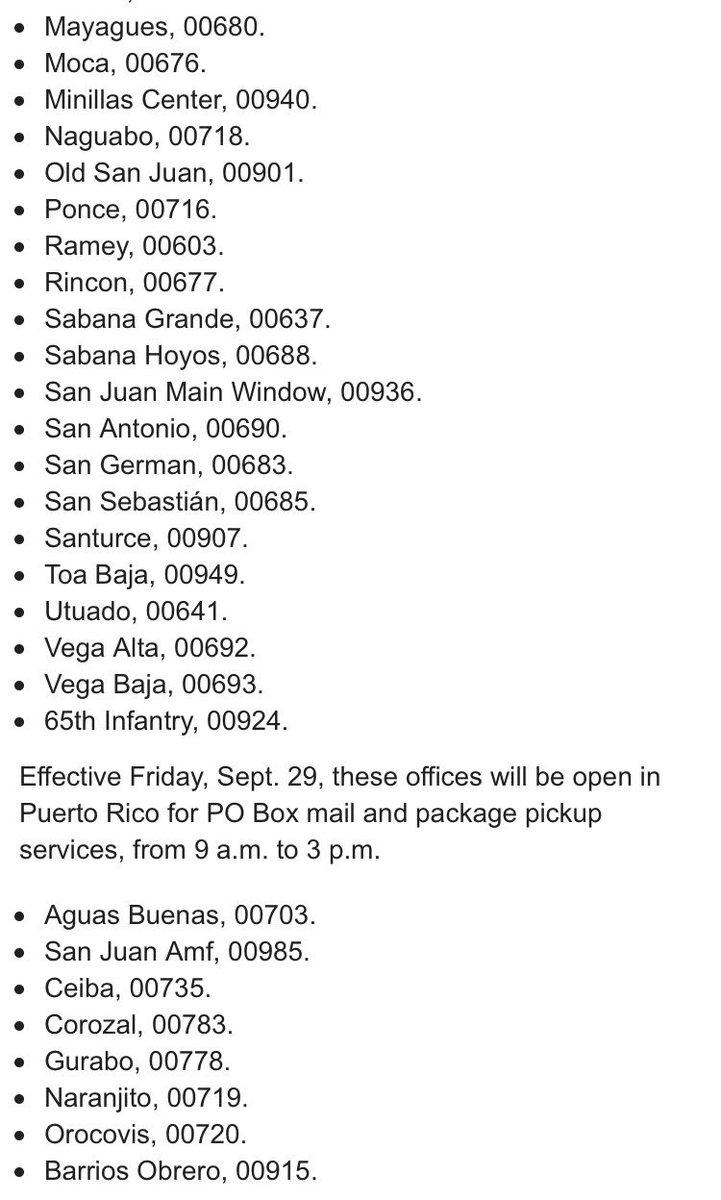 • Mayagues, 00680.
• Moca, 00676.
• Minillas Center, 00940.
• Naguabo, 00718.
• Old San Juan, 00901.
• Ponce, 00716.
• Ramey, 00603.
• Rincon, 00677.
• Sabana Grande, 00637.
• Sabana Hoyos, 00688.
• San Juan Main Window, 00936.
• San Antonio, 00690.
• San German, 00683.
• San Sebastián, 00685.
• Santurce, 00907.
• Toa Baja, 00949.
• Utuado, 00641.
• Vega Alta, 00692.
• Vega Baja, 00693.
• 65th Infantry, 00924.
Effective Friday, Sept. 29, these offices will be open in
Puerto Rico for PO Box mail and package pickup
services, from 9 a.m. to 3 p.m.
• Aguas Buenas, 00703.
• San Juan Amf, 00985.
• Ceiba, 00735.
• Corozal, 00783.
• Gurabo, 00778.
• Naranjito, 00719.
• Orocovis, 00720.
• Barrios Obrero, 00915.